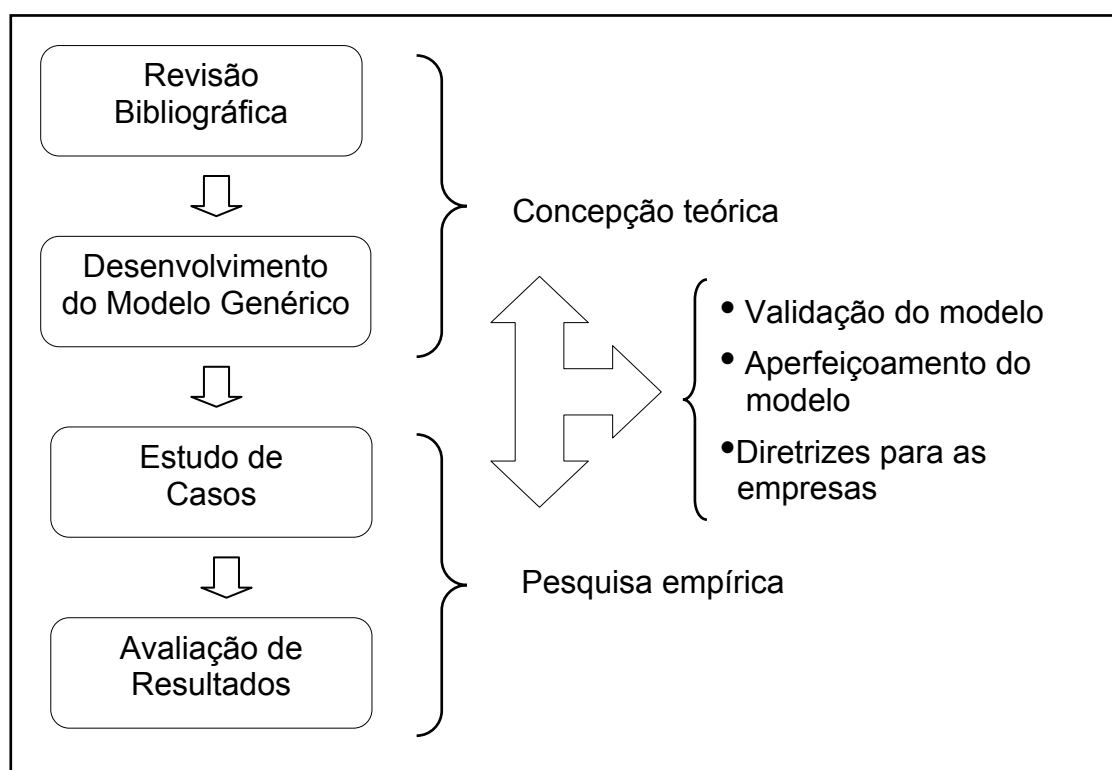 Revisão
Bibliográfica
Desenvolvimento
do Modelo Genérico
Estudo de
Casos
Avaliação de
Resultados
Concepção teórica
Pesquisa empírica
• Validação do modelo
• Aperfeiçoamento do
modelo
•Diretrizes para as
empresas